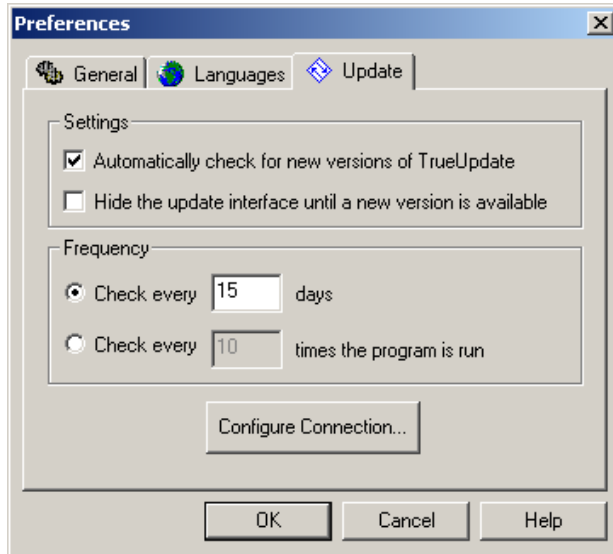 Preferences
General Languages Update
Settings
Automatically check for new versions of TrueUpdate
Hide the update interface until a new version is available
Frequency
Check every 15 days
Check every 10 times the program is run
Configure Connection...
OK Cancel Help